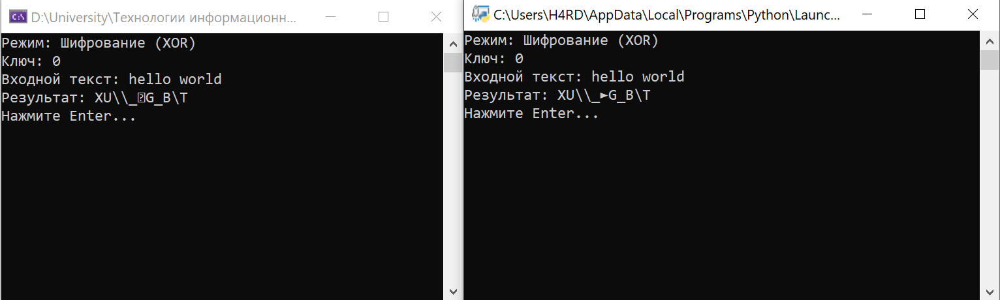 D:\University\Технологии информационн...
Режим: Шифрование (XOR)
Ключ: 0
Входной текст: hello world
Результат: XU\\_⍰G_B\T
Нажмите Enter...
C:\Users\H4RD\AppData\Local\Programs\Python\Launc...
Режим: Шифрование (XOR)
Ключ: 0
Входной текст: hello world
Результат: XU\\_►G_B\T
Нажмите Enter...